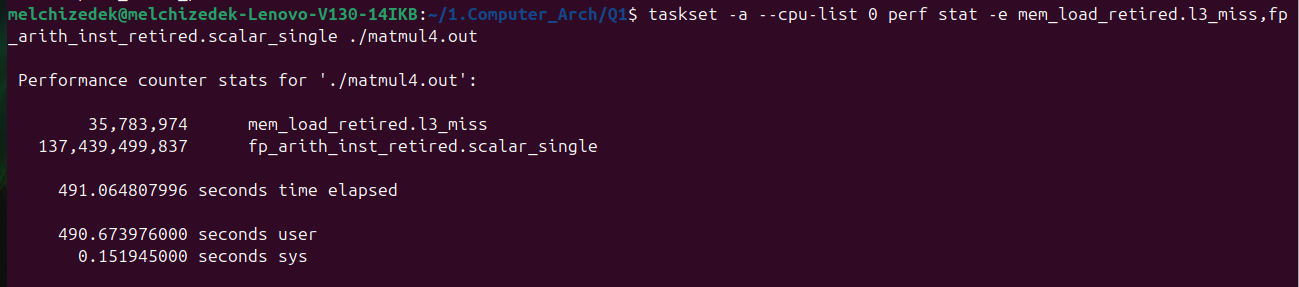 melchizedek@melchizedek-Lenovo-V130-14IKB:~/1.Computer_Arch/Q1$ taskset -a --cpu-list 0 perf stat -e mem_load_retired.l3_miss,fp
_arith_inst_retired.scalar_single ./matmul4.out
Performance counter stats for './matmul4.out':
35,783,974 mem_load_retired.l3_miss
137,439,499,837 fp_arith_inst_retired.scalar_single
491.064807996 seconds time elapsed
490.673976000 seconds user
0.151945000 seconds sys